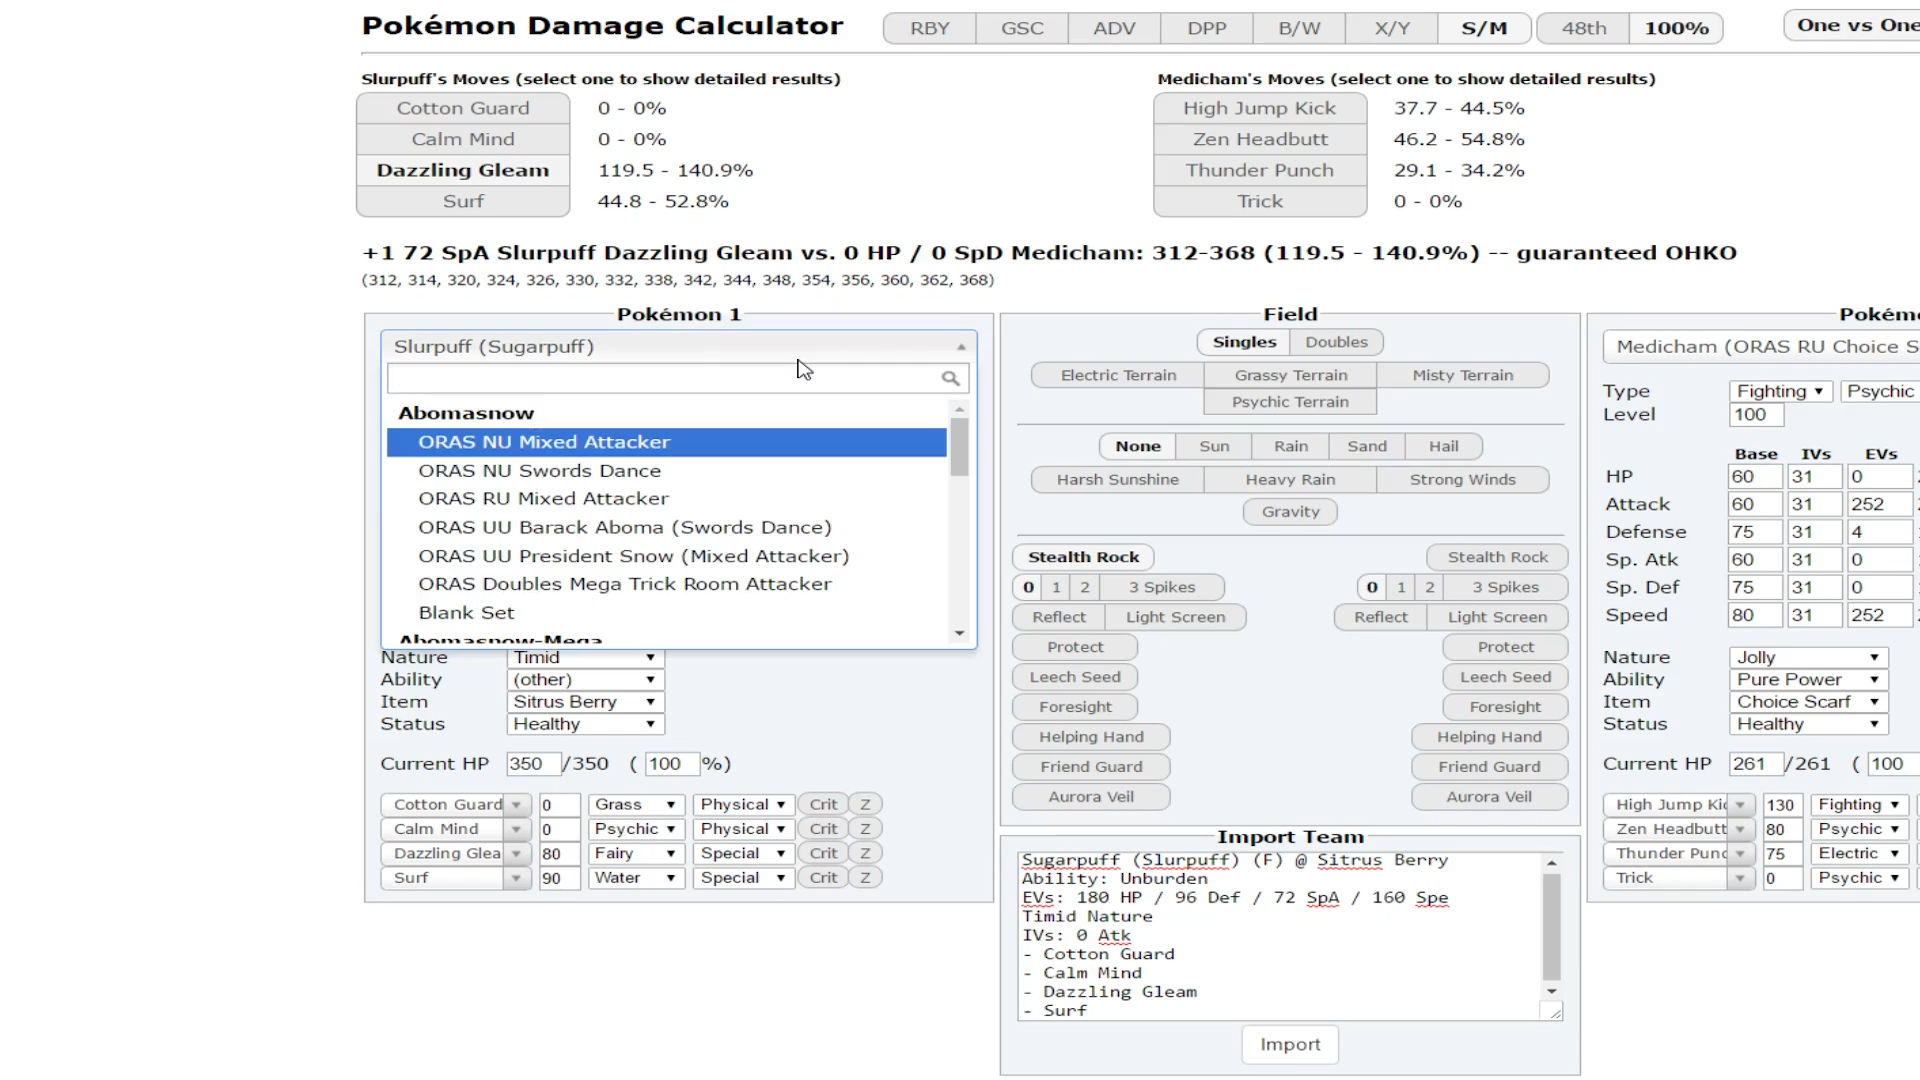 Pokémon Damage Calculator
RBY GSC ADV DPP B/W X/Y S/M 48th 100% One vs One
Slurpuff's Moves (select one to show detailed results)
Cotton Guard 0 - 0%
Calm Mind 0 - 0%
Dazzling Gleam 119.5 - 140.9%
Surf 44.8 - 52.8%
Medicham's Moves (select one to show detailed results)
High Jump Kick 37.7 - 44.5%
Zen Headbutt 46.2 - 54.8%
Thunder Punch 29.1 - 34.2%
Trick 0 - 0%
+1 72 SpA Slurpuff Dazzling Gleam vs. 0 HP / 0 SpD Medicham: 312-368 (119.5 - 140.9%) -- guaranteed OHKO
(312, 314, 320, 324, 326, 330, 332, 338, 342, 344, 348, 354, 356, 360, 362, 368)
Pokémon 1
Slurpuff (Sugarpuff)
Abomasnow
ORAS NU Mixed Attacker
ORAS NU Swords Dance
ORAS RU Mixed Attacker
ORAS UU Barack Aboma (Swords Dance)
ORAS UU President Snow (Mixed Attacker)
ORAS Doubles Mega Trick Room Attacker
Blank Set
Abomasnow-Mega
Nature Timid
Ability (other)
Item Sitrus Berry
Status Healthy
Current HP 350 /350 ( 100 %)
Cotton Guard 0 Grass Physical Crit Z
Calm Mind 0 Psychic Physical Crit Z
Dazzling Glea 80 Fairy Special Crit Z
Surf 90 Water Special Crit Z
Field
Singles Doubles
Electric Terrain Grassy Terrain Misty Terrain
Psychic Terrain
None Sun Rain Sand Hail
Harsh Sunshine Heavy Rain Strong Winds
Gravity
Stealth Rock Stealth Rock
0 1 2 3 Spikes 0 1 2 3 Spikes
Reflect Light Screen Reflect Light Screen
Protect Protect
Leech Seed Leech Seed
Foresight Foresight
Helping Hand Helping Hand
Friend Guard Friend Guard
Aurora Veil Aurora Veil
Import Team
Sugarpuff (Slurpuff) (F) @ Sitrus Berry
Ability: Unburden
EVs: 180 HP / 96 Def / 72 SpA / 160 Spe
Timid Nature
IVs: 0 Atk
- Cotton Guard
- Calm Mind
- Dazzling Gleam
- Surf
Import
Pokém
Medicham (ORAS RU Choice S
Type Fighting Psychic
Level 100
Base IVs EVs
HP 60 31 0
Attack 60 31 252
Defense 75 31 4
Sp. Atk 60 31 0
Sp. Def 75 31 0
Speed 80 31 252
Nature Jolly
Ability Pure Power
Item Choice Scarf
Status Healthy
Current HP 261 /261 ( 100
High Jump Kic 130 Fighting
Zen Headbutt 80 Psychic
Thunder Punc 75 Electric
Trick 0 Psychic